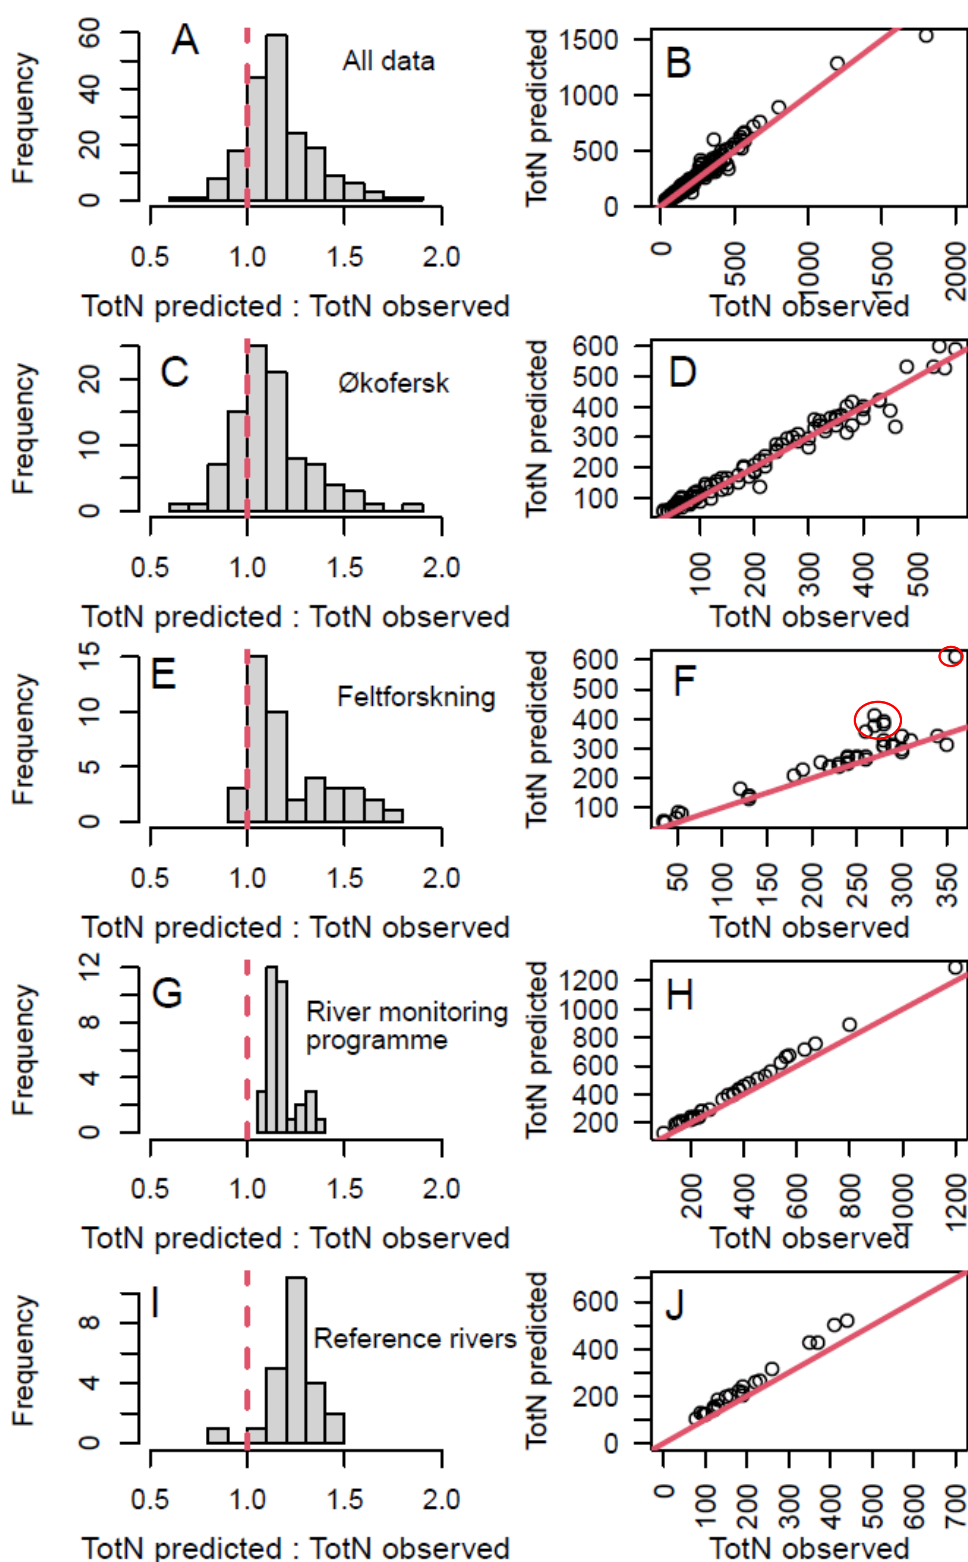 A
All data
Frequency
60
40
20
0
0.5 1.0 1.5 2.0
TotN predicted : TotN observed
B
TotN predicted
1500
1000
500
0
0 500 1000 1500 2000
TotN observed
C
Økofersk
Frequency
20
10
0
0.5 1.0 1.5 2.0
TotN predicted : TotN observed
D
TotN predicted
600
500
400
300
200
100
100 200 300 400 500
TotN observed
E
Feltforskning
Frequency
15
10
5
0
0.5 1.0 1.5 2.0
TotN predicted : TotN observed
F
TotN predicted
600
500
400
300
200
100
50 100 150 200 250 300 350
TotN observed
G
River monitoring
programme
Frequency
12
8
4
0
0.5 1.0 1.5 2.0
TotN predicted : TotN observed
H
TotN predicted
1200
1000
800
600
400
200
200 400 600 800 1000 1200
TotN observed
I
Reference rivers
Frequency
8
4
0
0.5 1.0 1.5 2.0
TotN predicted : TotN observed
J
TotN predicted
600
400
200
0
0 100 200 300 400 500 600 700
TotN observed